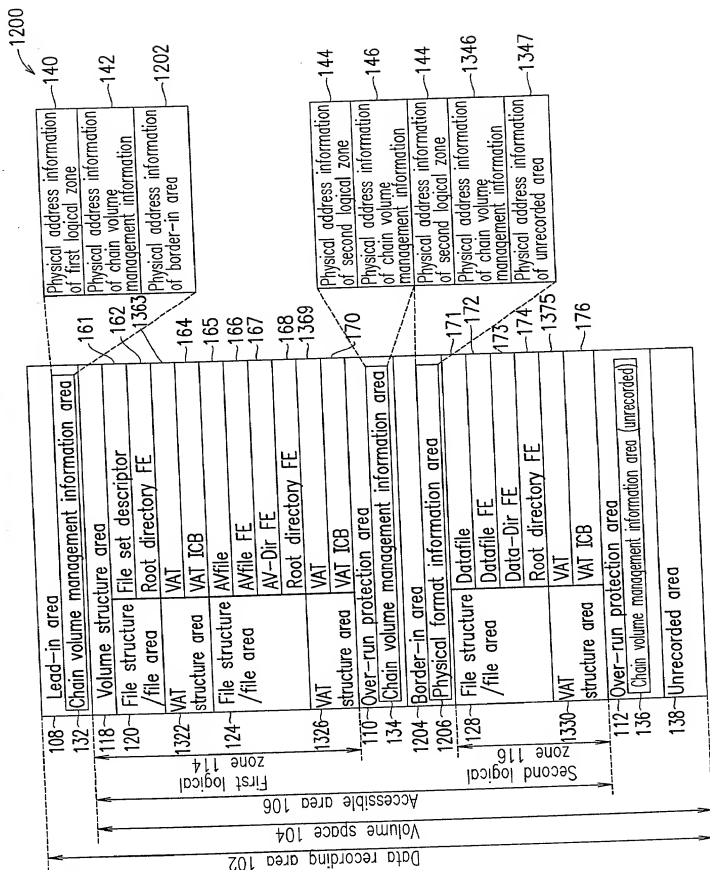 1200
Physical address information of first logical zone
140
Physical address information of chain volume management information
142
Physical address information of border-in area
1202
Physical address information of second logical zone
144
Physical address information of chain volume management information
146
Physical address information of second logical zone
144
Physical address information of chain volume management information
1346
Physical address information of unrecorded area
1347
108
Lead-in area
132
Chain volume management information area
118
Volume structure area
161
120
File structure /file area
File set descriptor
162
Root directory FE
1363
1322
VAT structure area
VAT
164
VAT ICB
165
124
File structure /file area
AVfile
166
AVfile FE
167
AV-Dir FE
168
Root directory FE
1369
1326
VAT structure area
VAT
VAT ICB
170
110
Over-run protection area
134
Chain volume management information area
1204
Border-in area
1206
Physical format information area
171
128
File structure /file area
Datafile
172
Datafile FE
173
Data-Dir FE
174
Root directory FE
1375
1330
VAT structure area
VAT
VAT ICB
176
112
Over-run protection area
136
Chain volume management information area (unrecorded)
138
Unrecorded area
First logical zone 114
Second logical zone 116
Accessible area 106
Volume space 104
Data recording area 102